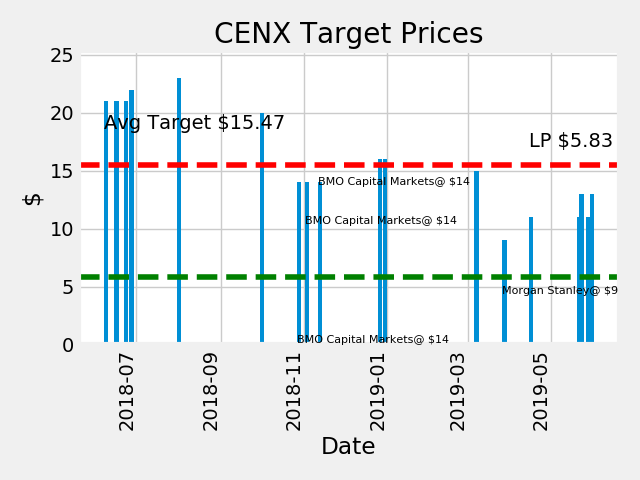 CENX Target Prices
25
20
15
10
5
0
$
Avg Target $15.47
LP $5.83
BMO Capital Markets@ $14
BMO Capital Markets@ $14
Morgan Stanley@ $9
BMO Capital Markets@ $14
2018-07
2018-09
2018-11
2019-01
2019-03
2019-05
Date